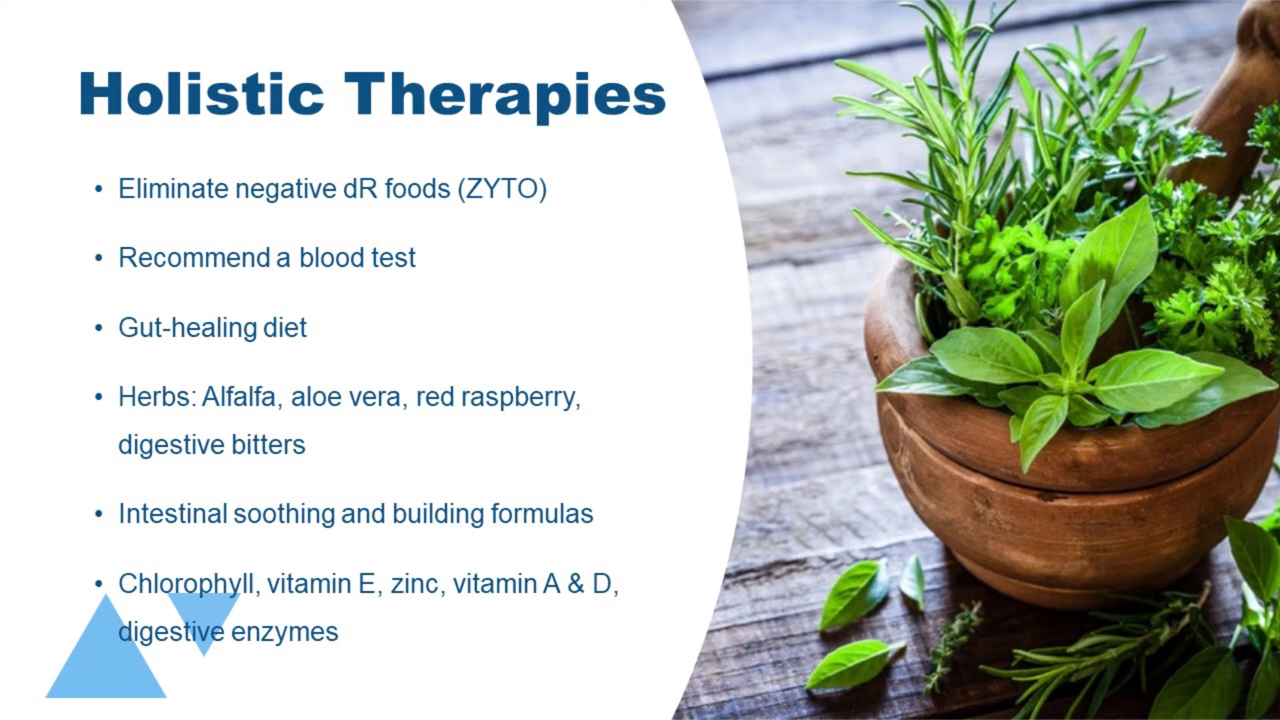 Holistic Therapies
• Eliminate negative dR foods (ZYTO)
• Recommend a blood test
• Gut-healing diet
• Herbs: Alfalfa, aloe vera, red raspberry,
digestive bitters
• Intestinal soothing and building formulas
• Chlorophyll, vitamin E, zinc, vitamin A & D,
digestive enzymes